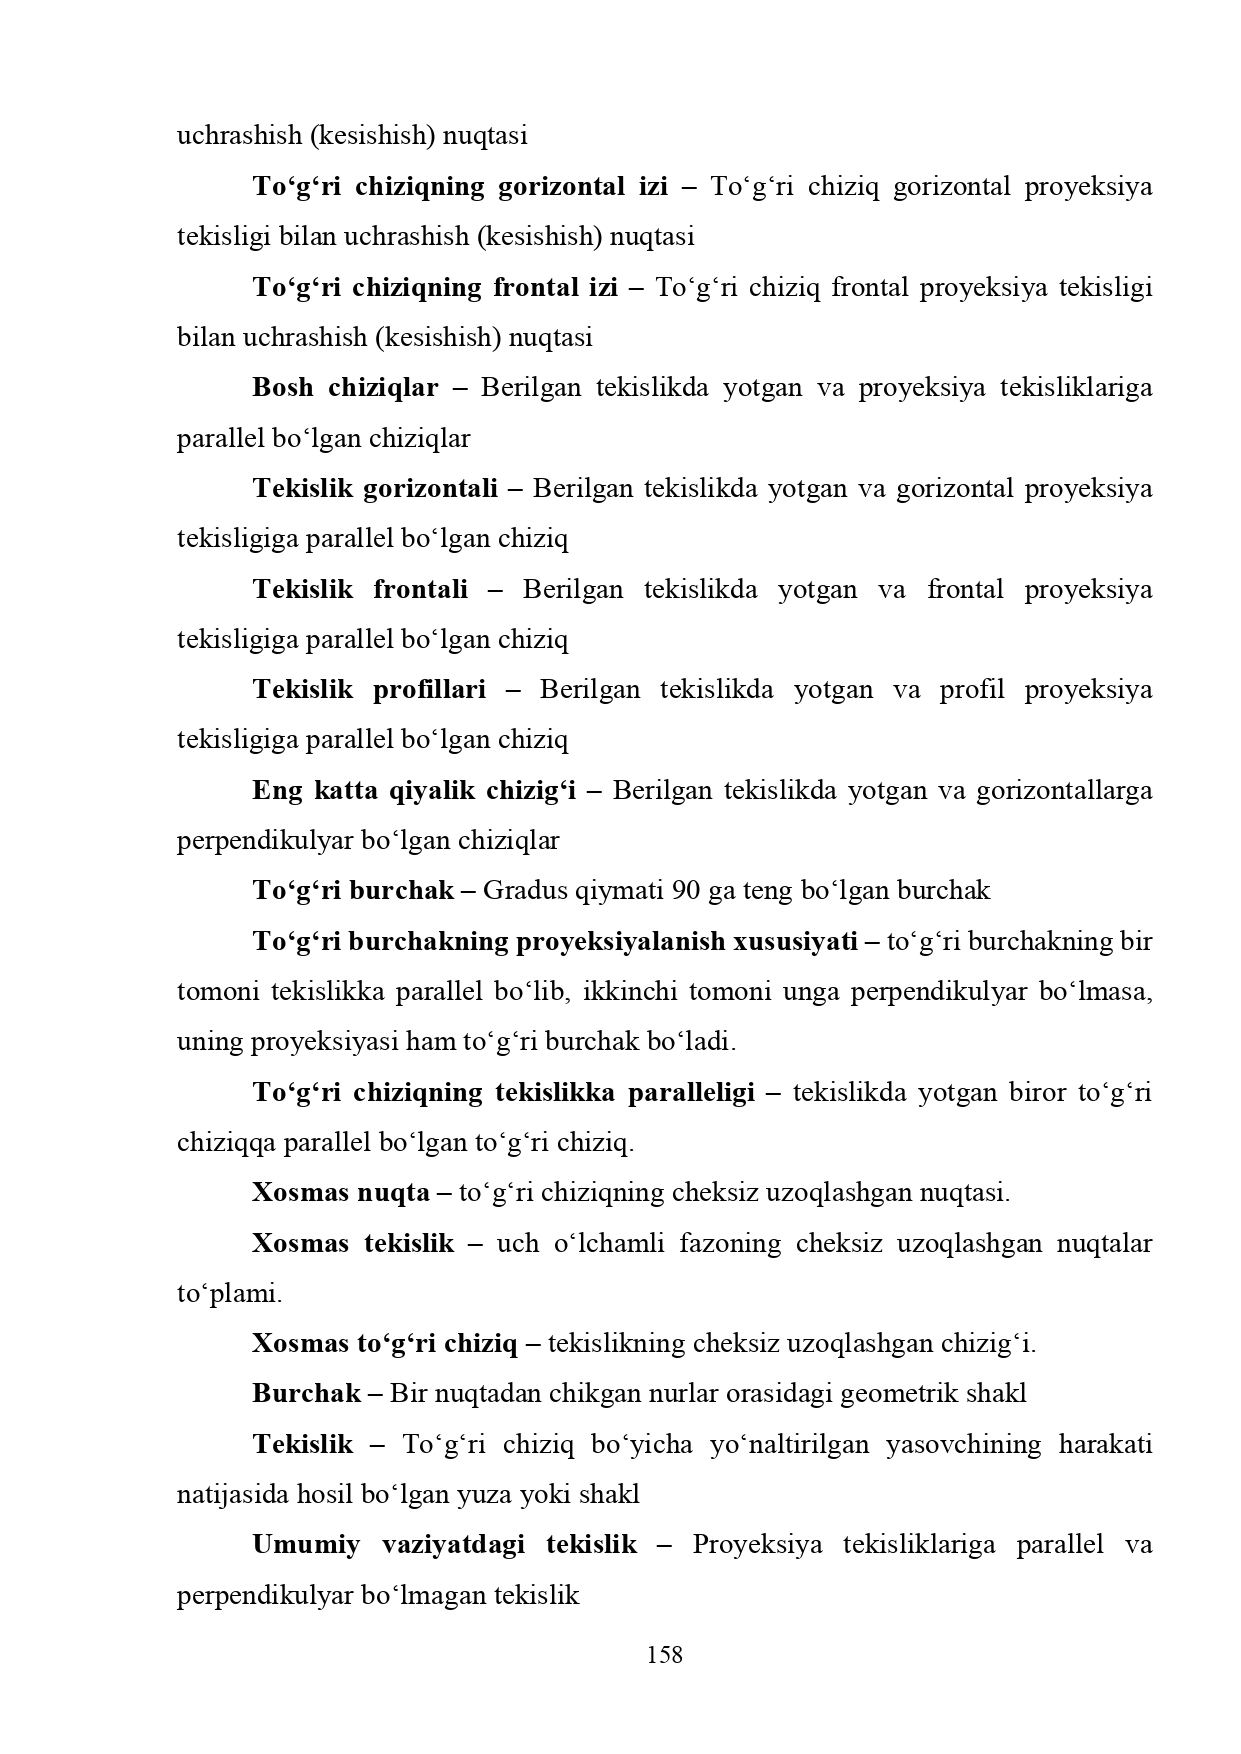 uchrashish (kesishish) nuqtasi
To‘g‘ri chiziqning gorizontal izi – To‘g‘ri chiziq gorizontal proyeksiya
tekisligi bilan uchrashish (kesishish) nuqtasi
To‘g‘ri chiziqning frontal izi – To‘g‘ri chiziq frontal proyeksiya tekisligi
bilan uchrashish (kesishish) nuqtasi
Bosh chiziqlar – Berilgan tekislikda yotgan va proyeksiya tekisliklariga
parallel bo‘lgan chiziqlar
Tekislik gorizontali – Berilgan tekislikda yotgan va gorizontal proyeksiya
tekisligiga parallel bo‘lgan chiziq
Tekislik frontali – Berilgan tekislikda yotgan va frontal proyeksiya
tekisligiga parallel bo‘lgan chiziq
Tekislik profillari – Berilgan tekislikda yotgan va profil proyeksiya
tekisligiga parallel bo‘lgan chiziq
Eng katta qiyalik chizig‘i – Berilgan tekislikda yotgan va gorizontallarga
perpendikulyar bo‘lgan chiziqlar
To‘g‘ri burchak – Gradus qiymati 90 ga teng bo‘lgan burchak
To‘g‘ri burchakning proyeksiyalanish xususiyati – to‘g‘ri burchakning bir
tomoni tekislikka parallel bo‘lib, ikkinchi tomoni unga perpendikulyar bo‘lmasa,
uning proyeksiyasi ham to‘g‘ri burchak bo‘ladi.
To‘g‘ri chiziqning tekislikka paralleligi – tekislikda yotgan biror to‘g‘ri
chiziqqa parallel bo‘lgan to‘g‘ri chiziq.
Xosmas nuqta – to‘g‘ri chiziqning cheksiz uzoqlashgan nuqtasi.
Xosmas tekislik – uch o‘lchamli fazoning cheksiz uzoqlashgan nuqtalar
to‘plami.
Xosmas to‘g‘ri chiziq – tekislikning cheksiz uzoqlashgan chizig‘i.
Burchak – Bir nuqtadan chikgan nurlar orasidagi geometrik shakl
Tekislik – To‘g‘ri chiziq bo‘yicha yo‘naltirilgan yasovchining harakati
natijasida hosil bo‘lgan yuza yoki shakl
Umumiy vaziyatdagi tekislik – Proyeksiya tekisliklariga parallel va
perpendikulyar bo‘lmagan tekislik
158